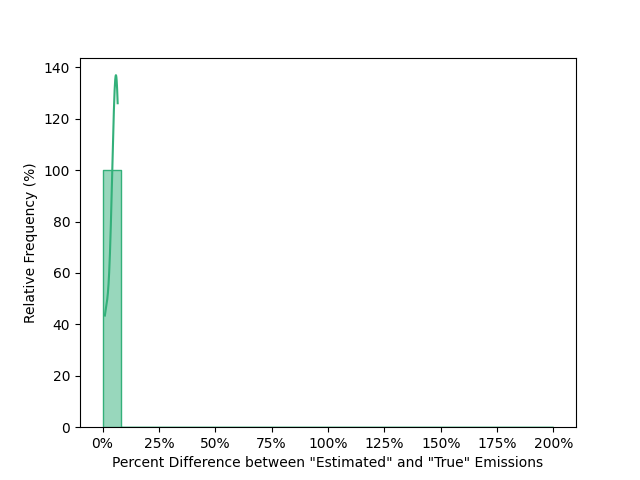 140
120
100
80
60
40
20
0
Relative Frequency (%)
0% 25% 50% 75% 100% 125% 150% 175% 200%
Percent Difference between "Estimated" and "True" Emissions